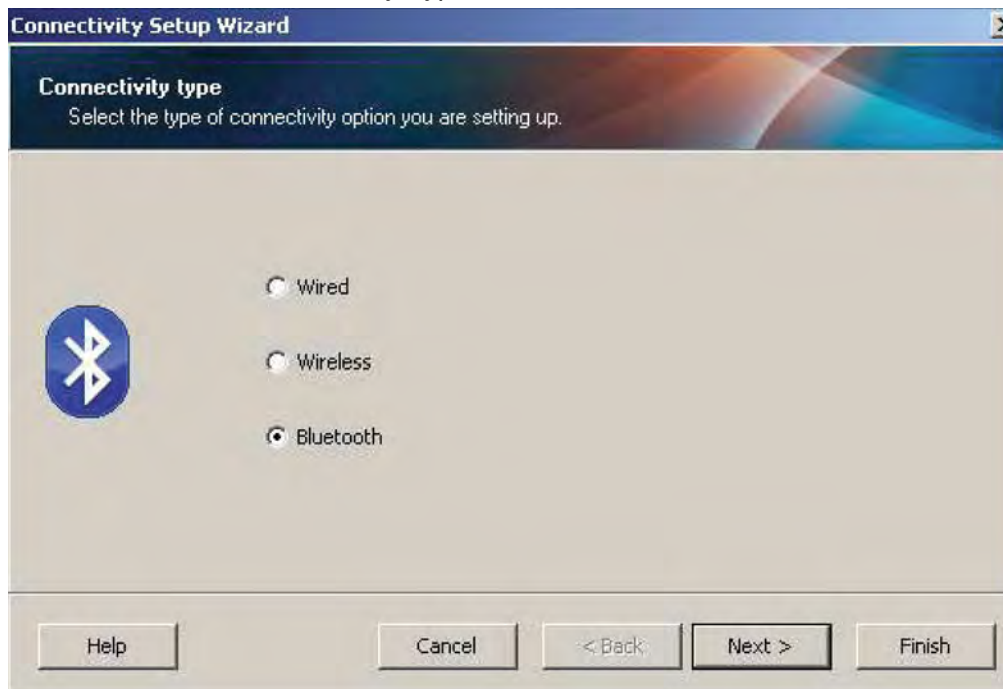 Connectivity Setup Wizard
Connectivity type
Select the type of connectivity option you are setting up.
Wired
Wireless
Bluetooth
Help Cancel < Back Next > Finish